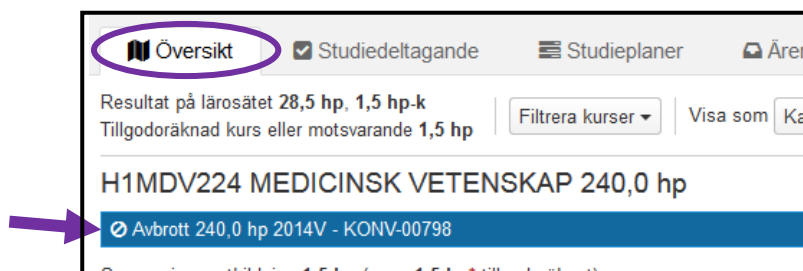 Översikt Studiedeltagande Studieplaner
Resultat på lärosätet 28,5 hp, 1,5 hp-k
Tillgodoräknad kurs eller motsvarande 1,5 hp
Filtrera kurser Visa som
H1MDV224 MEDICINSK VETENSKAP 240,0 hp
Avbrott 240,0 hp 2014V - KONV-00798